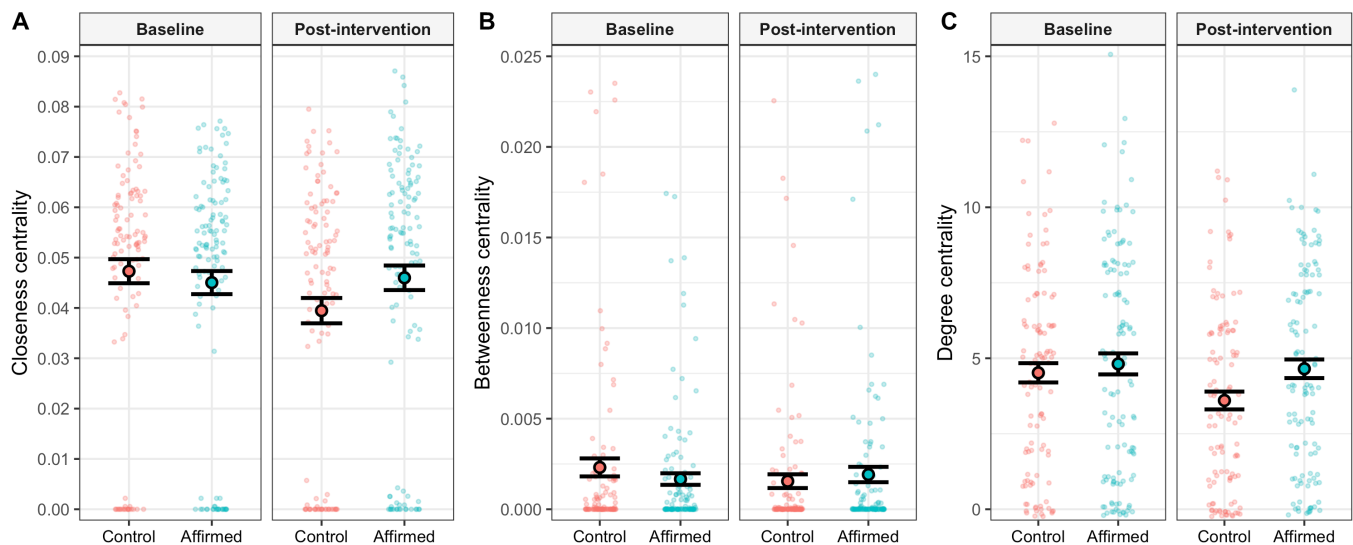 A
Baseline
Post-intervention
Closeness centrality
0.09
0.08
0.07
0.06
0.05
0.04
0.03
0.02
0.01
0.00
Control
Affirmed
Control
Affirmed
B
Baseline
Post-intervention
Betweenness centrality
0.025
0.020
0.015
0.010
0.005
0.000
Control
Affirmed
Control
Affirmed
C
Baseline
Post-intervention
Degree centrality
15
10
5
0
Control
Affirmed
Control
Affirmed